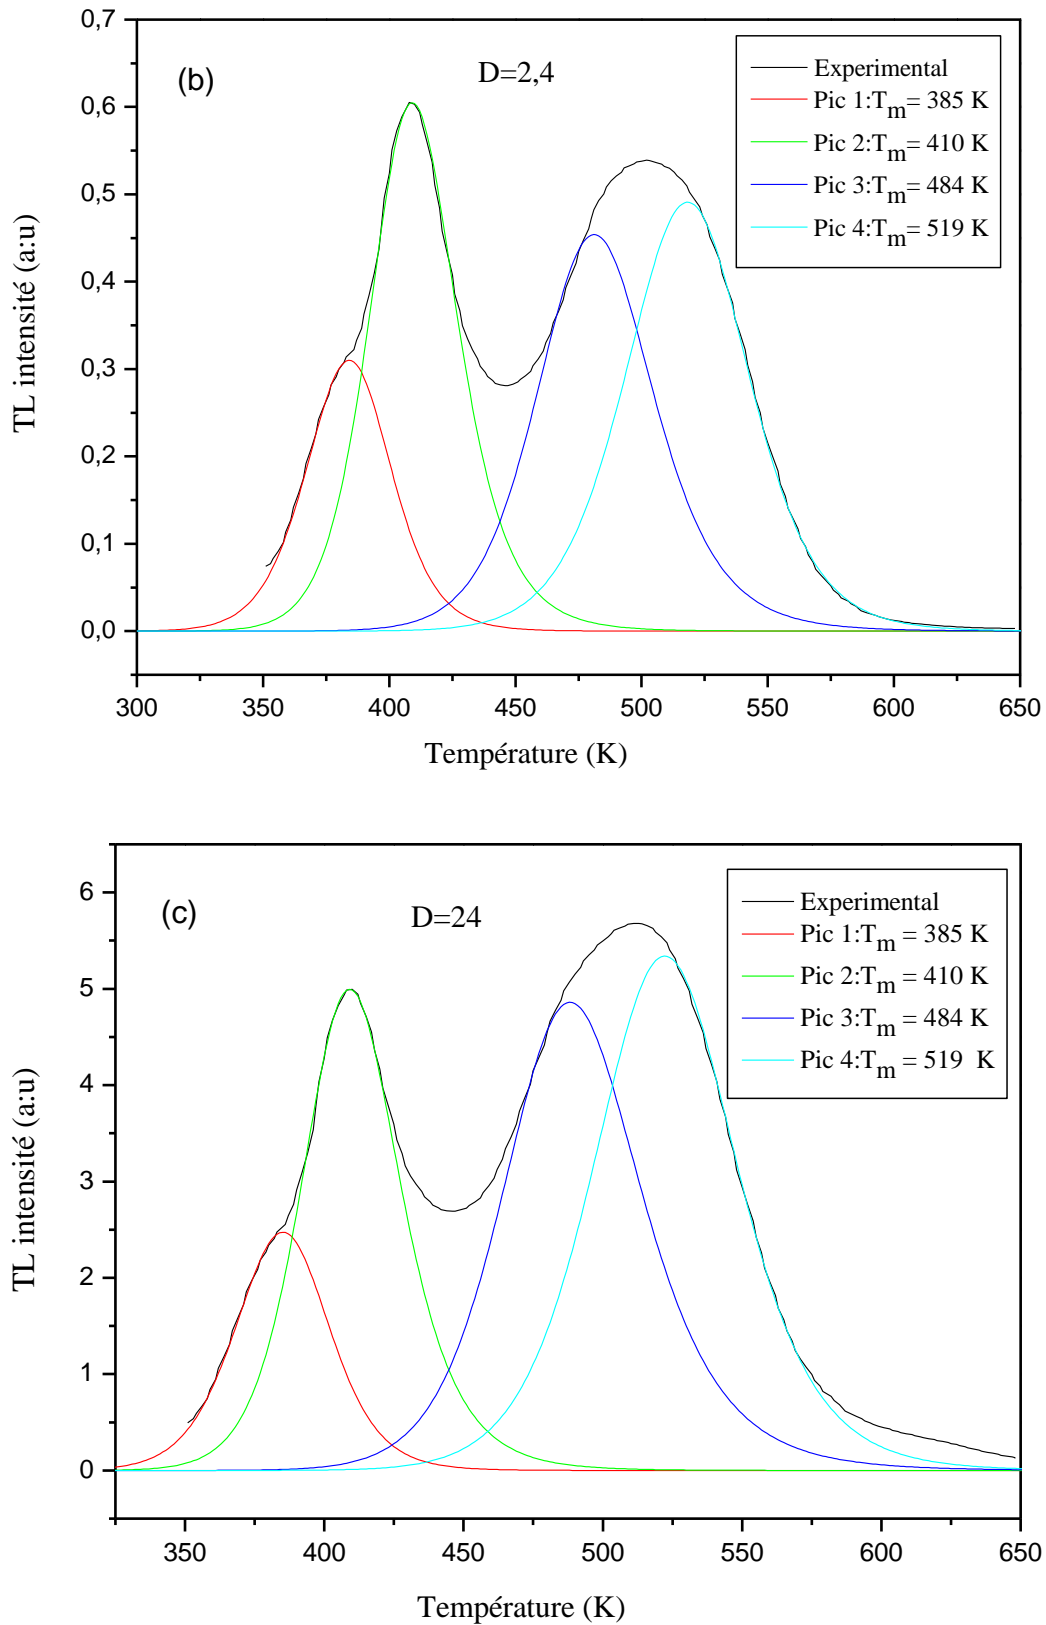 0,7
(b)
D=2,4
Experimental
Pic 1:Tm= 385 K
Pic 2:Tm= 410 K
Pic 3:Tm= 484 K
Pic 4:Tm= 519 K
0,6
0,5
0,4
0,3
0,2
0,1
0,0
TL intensité (a:u)
300 350 400 450 500 550 600 650
Température (K)
(c)
D=24
Experimental
Pic 1:Tm = 385 K
Pic 2:Tm = 410 K
Pic 3:Tm = 484 K
Pic 4:Tm = 519 K
6
5
4
3
2
1
0
TL intensité (a:u)
350 400 450 500 550 600 650
Température (K)